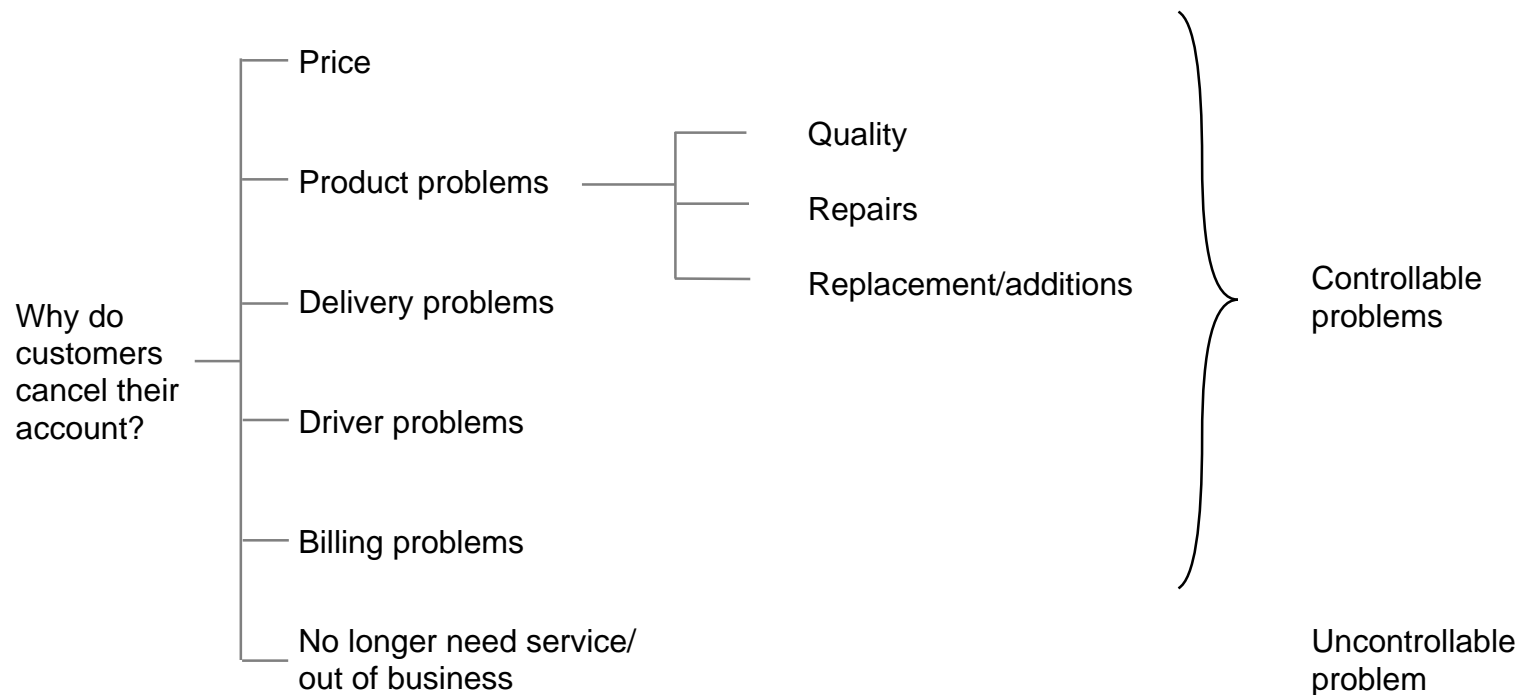 Why do
customers
cancel their
account?
Price
Product problems
Quality
Repairs
Replacement/additions
Delivery problems
Driver problems
Billing problems
No longer need service/
out of business
Controllable
problems
Uncontrollable
problem